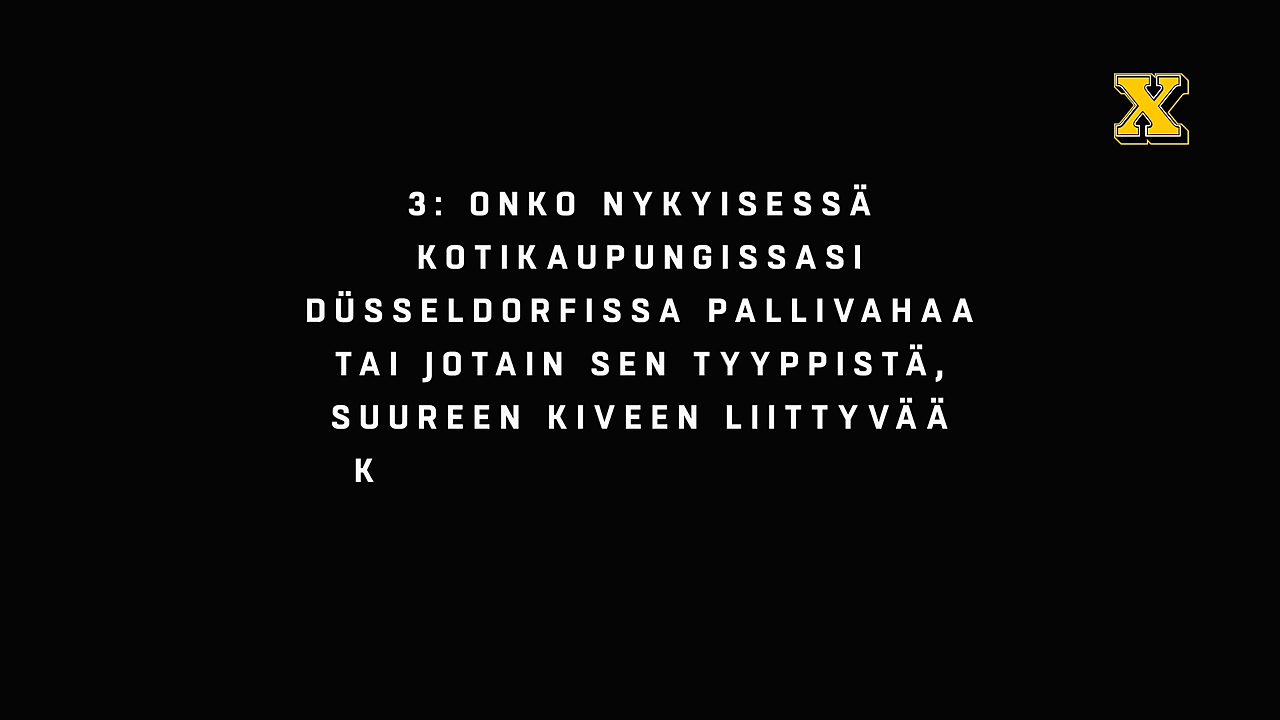 X
3: ONKO NYKYISESSÄ
KOTIKAUPUNGISSASI
DÜSSELDORFISSA PALLIVAHAA
TAI JOTAIN SEN TYYPPISTÄ,
SUUREEN KIVEEN LIITTYVÄÄ
K